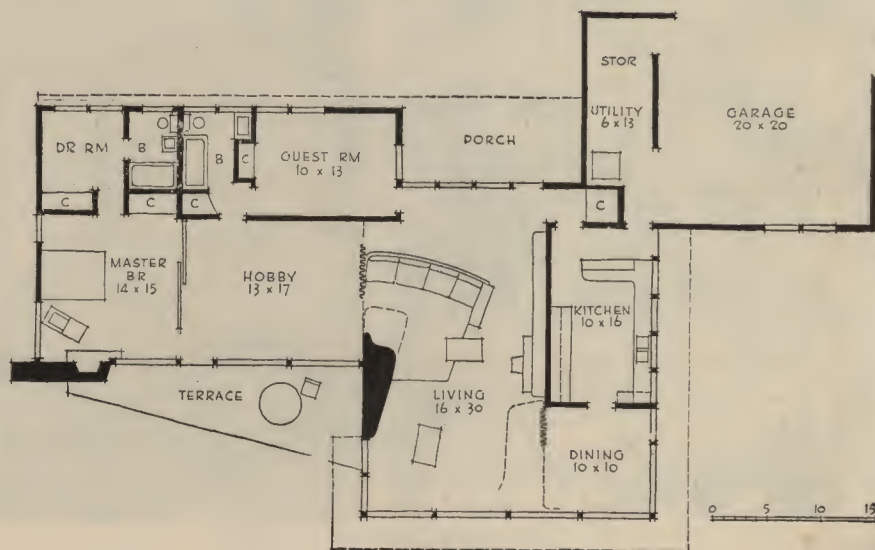 STOR
UTILITY
6 x 13
GARAGE
20 x 20
DR RM
B
B
C
GUEST RM
10 x 13
PORCH
C
C
C
C
MASTER
BR
14 x 15
HOBBY
13 x 17
KITCHEN
10 x 16
TERRACE
LIVING
16 x 30
DINING
10 x 10
0 5 10 15